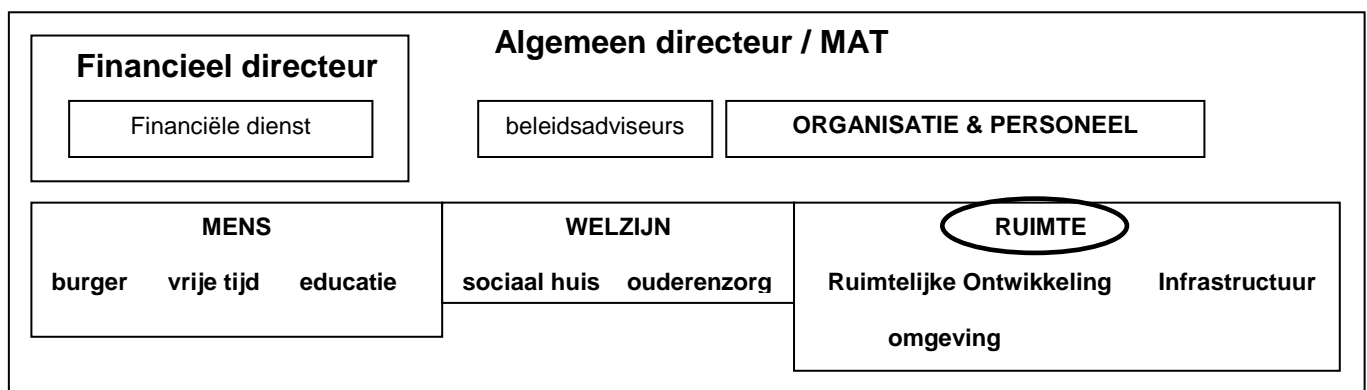 Algemeen directeur / MAT
Financieel directeur
Financiële dienst
beleidsadviseurs
ORGANISATIE & PERSONEEL
MENS
burger vrije tijd educatie
WELZIJN
sociaal huis ouderenzorg
RUIMTE
Ruimtelijke Ontwikkeling Infrastructuur
omgeving